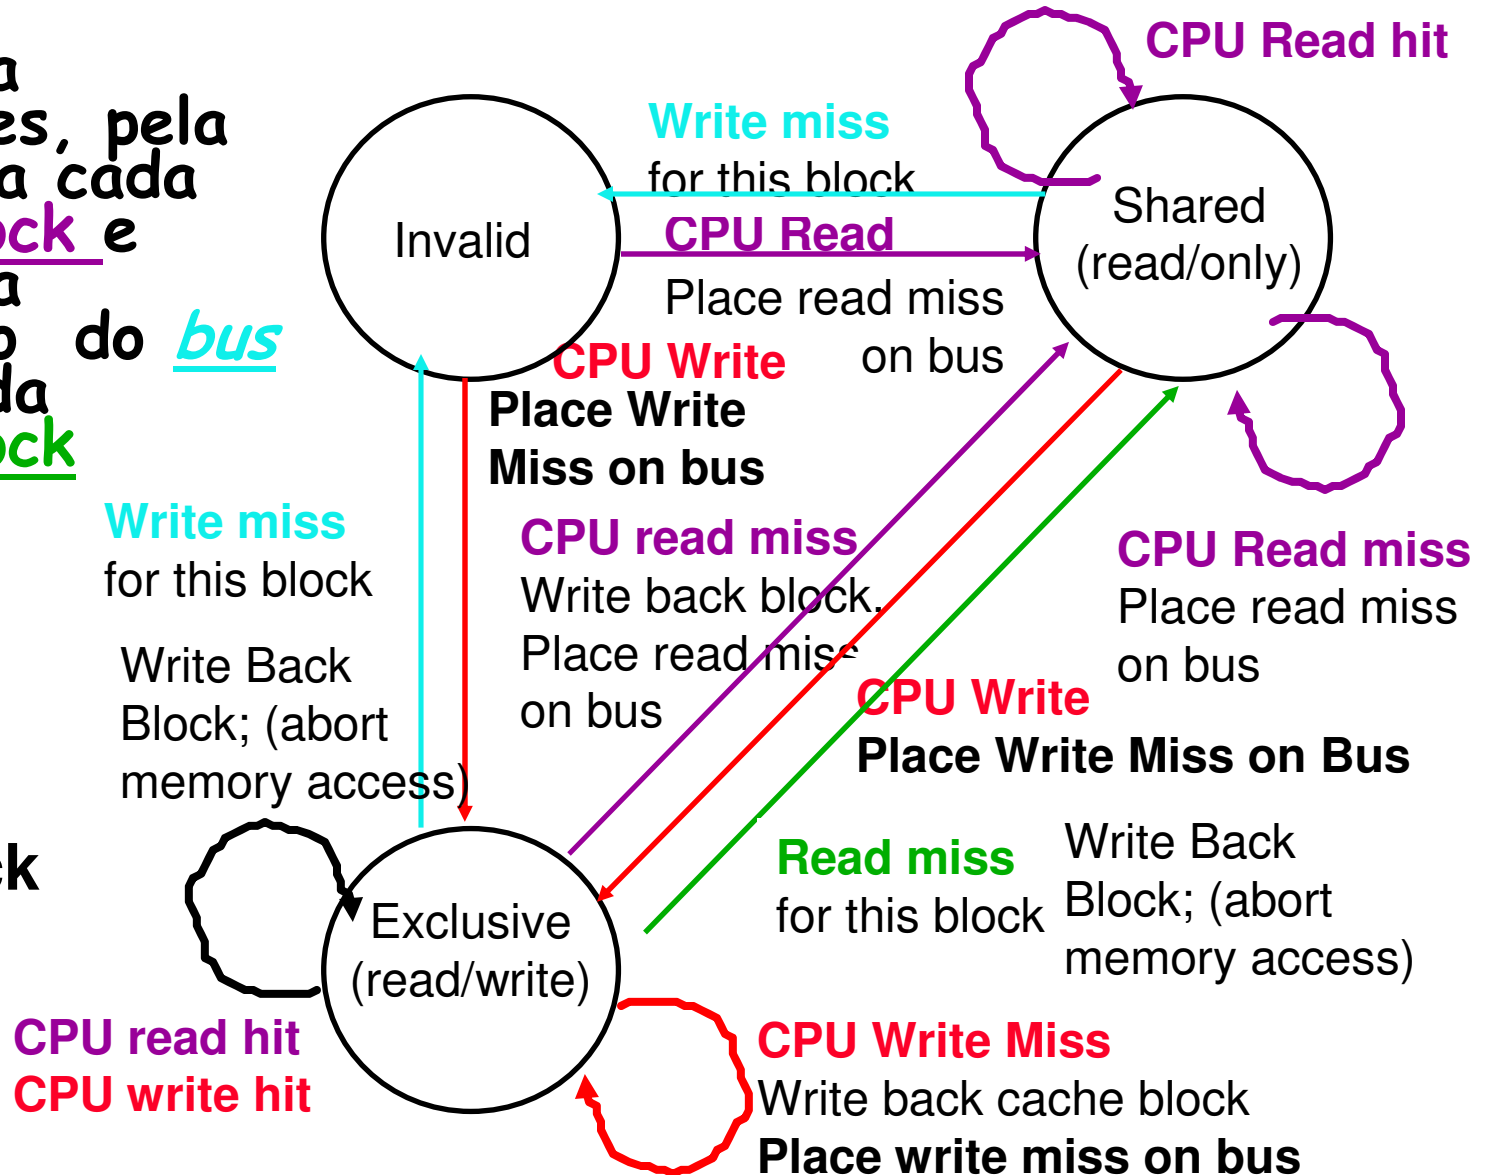 a
es, pela
a cada
ock e
a
o do bus
da
ock
ck
CPU Read hit
Write miss
for this block
Invalid
Shared
(read/only)
CPU Read
Place read miss
on bus
CPU Write
Place Write
Miss on bus
Write miss
for this block
Write Back
Block; (abort
memory access)
CPU read miss
Write back block.
Place read miss
on bus
CPU Read miss
Place read miss
on bus
CPU Write
Place Write Miss on Bus
Read miss
for this block
Write Back
Block; (abort
memory access)
Exclusive
(read/write)
CPU read hit
CPU write hit
CPU Write Miss
Write back cache block
Place write miss on bus